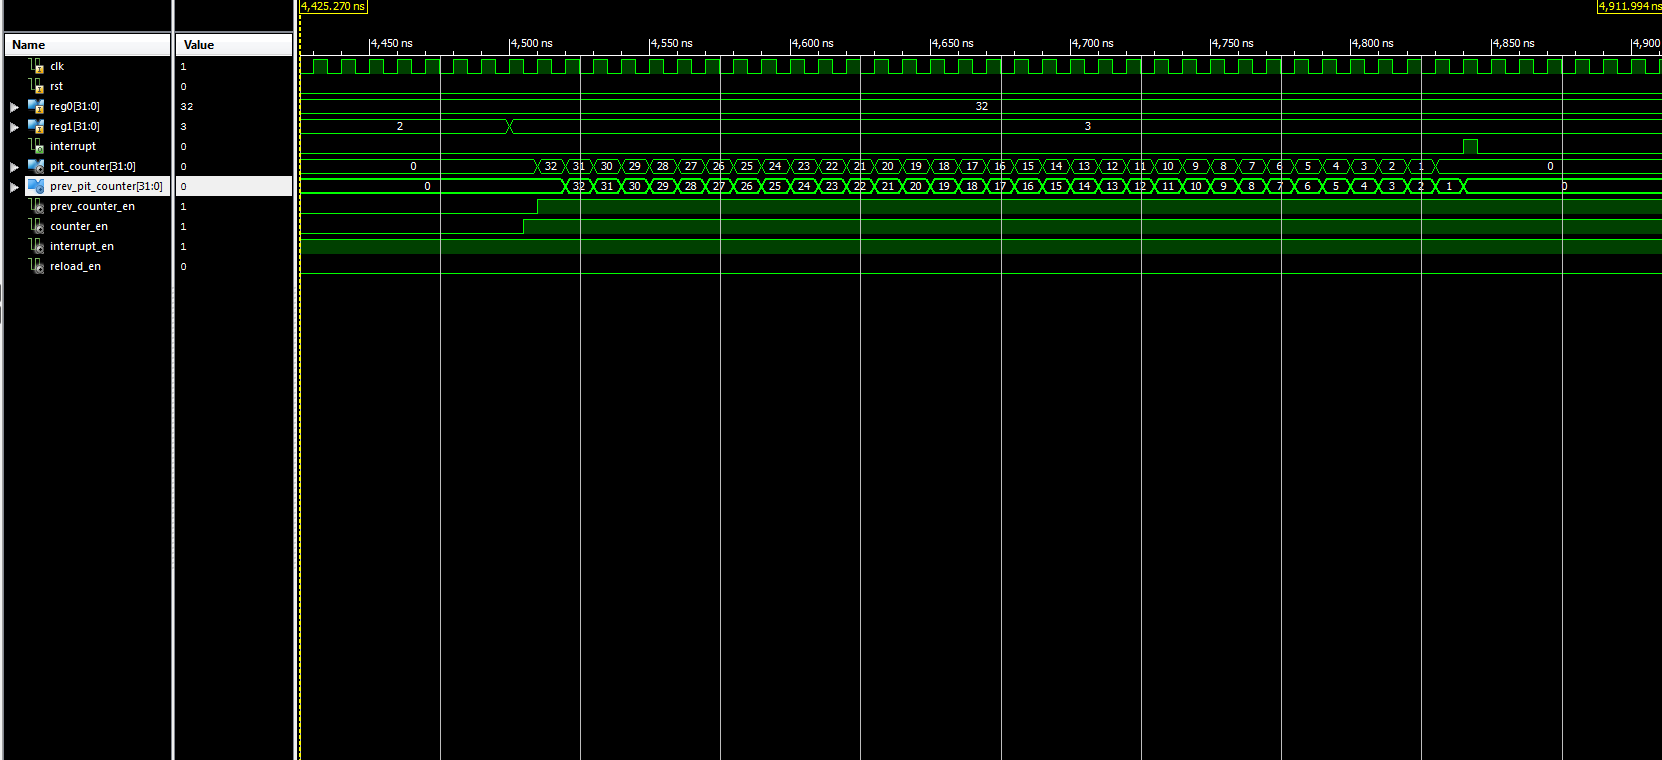 4,425.270 ns 4,911.994 ns
Name Value 4,450 ns 4,500 ns 4,550 ns 4,600 ns 4,650 ns 4,700 ns 4,750 ns 4,800 ns 4,850 ns 4,900
clk 1
rst 0
reg0[31:0] 32 32
reg1[31:0] 3 2 3
interrupt 0
pit_counter[31:0] 0 0 32 31 30 29 28 27 26 25 24 23 22 21 20 19 18 17 16 15 14 13 12 11 10 9 8 7 6 5 4 3 2 1 0
prev_pit_counter[31:0] 0 0 32 31 30 29 28 27 26 25 24 23 22 21 20 19 18 17 16 15 14 13 12 11 10 9 8 7 6 5 4 3 2 1 0
prev_counter_en 1
counter_en 1
interrupt_en 1
reload_en 0